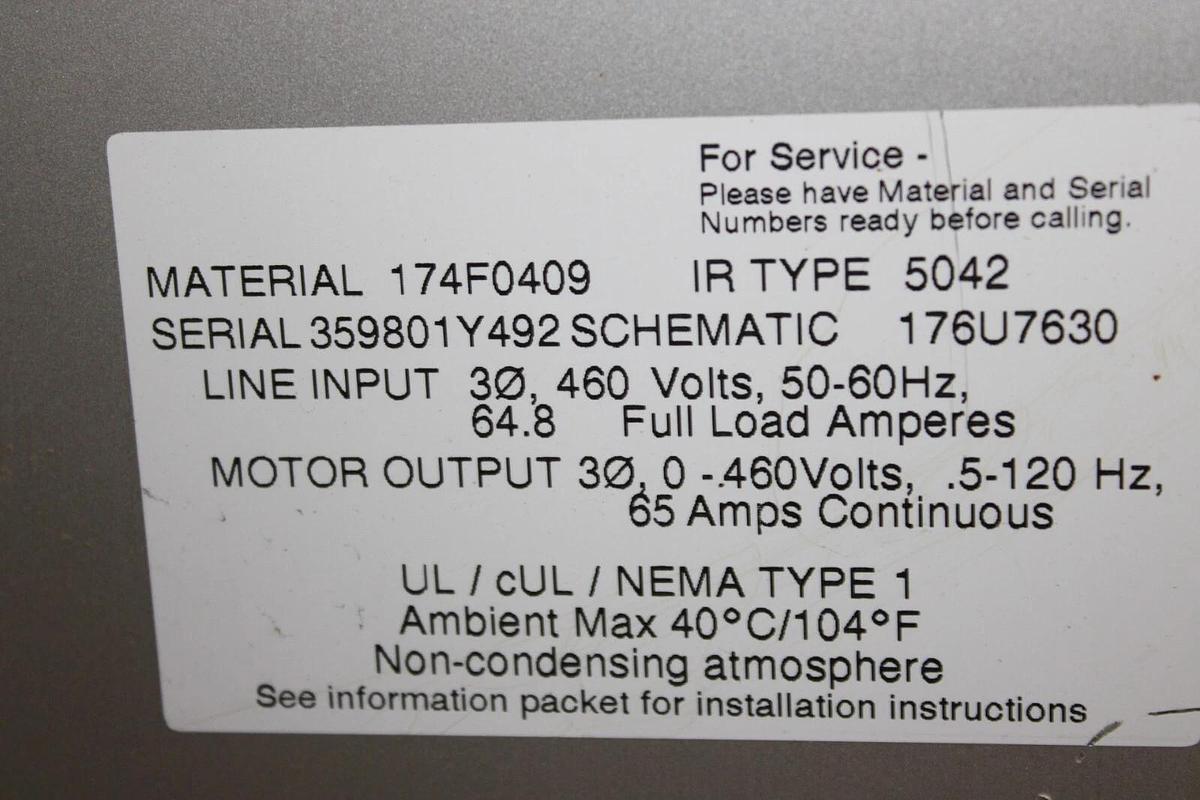 For Service -
Please have Material and Serial
Numbers ready before calling.
MATERIAL 174F0409 IR TYPE 5042
SERIAL 359801Y492 SCHEMATIC 176U7630
LINE INPUT 3Ø, 460 Volts, 50-60Hz,
64.8 Full Load Amperes
MOTOR OUTPUT 3Ø, 0 -.460Volts, .5-120 Hz,
65 Amps Continuous
UL / cUL / NEMA TYPE 1
Ambient Max 40°C/104°F
Non-condensing atmosphere
See information packet for installation instructions